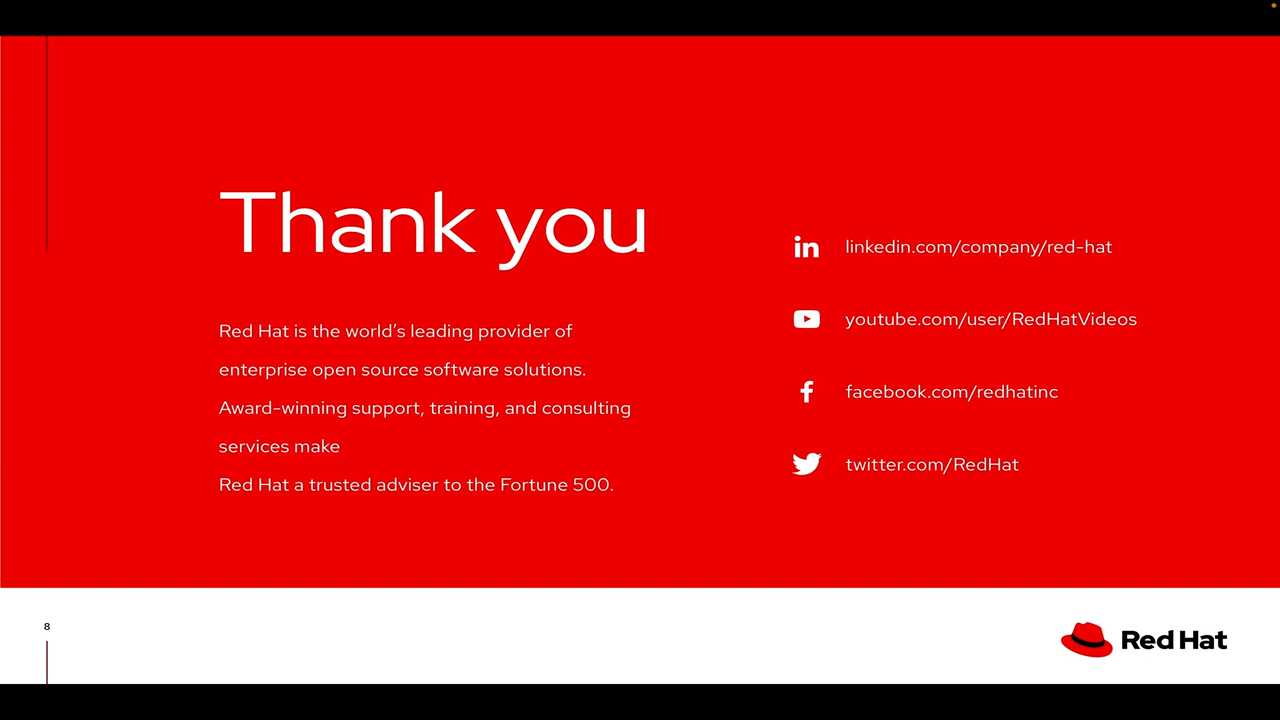 Thank you
Red Hat is the world’s leading provider of
enterprise open source software solutions.
Award-winning support, training, and consulting
services make
Red Hat a trusted adviser to the Fortune 500.
linkedin.com/company/red-hat
youtube.com/user/RedHatVideos
facebook.com/redhatinc
twitter.com/RedHat
8
Red Hat